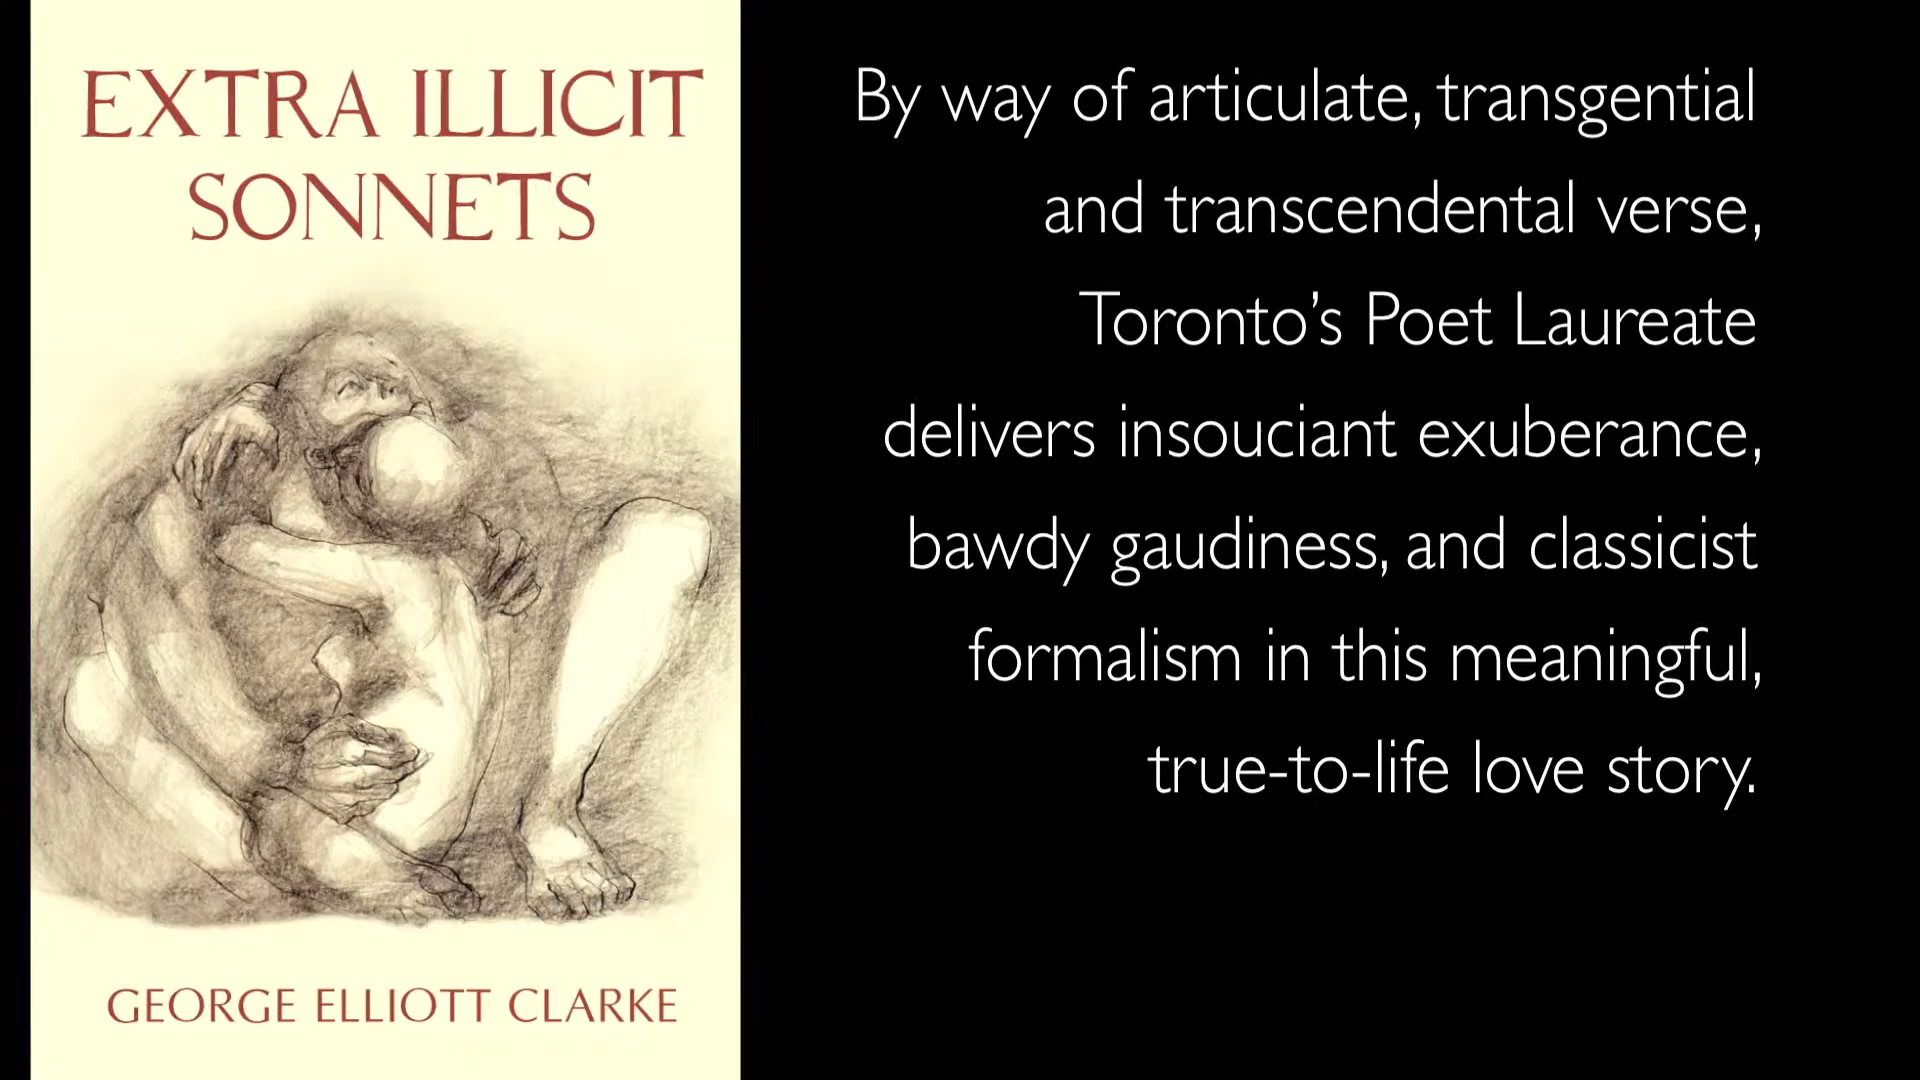 EXTRA ILLICIT
SONNETS
GEORGE ELLIOTT CLARKE
By way of articulate, transgential
and transcendental verse,
Toronto’s Poet Laureate
delivers insouciant exuberance,
bawdy gaudiness, and classicist
formalism in this meaningful,
true-to-life love story.